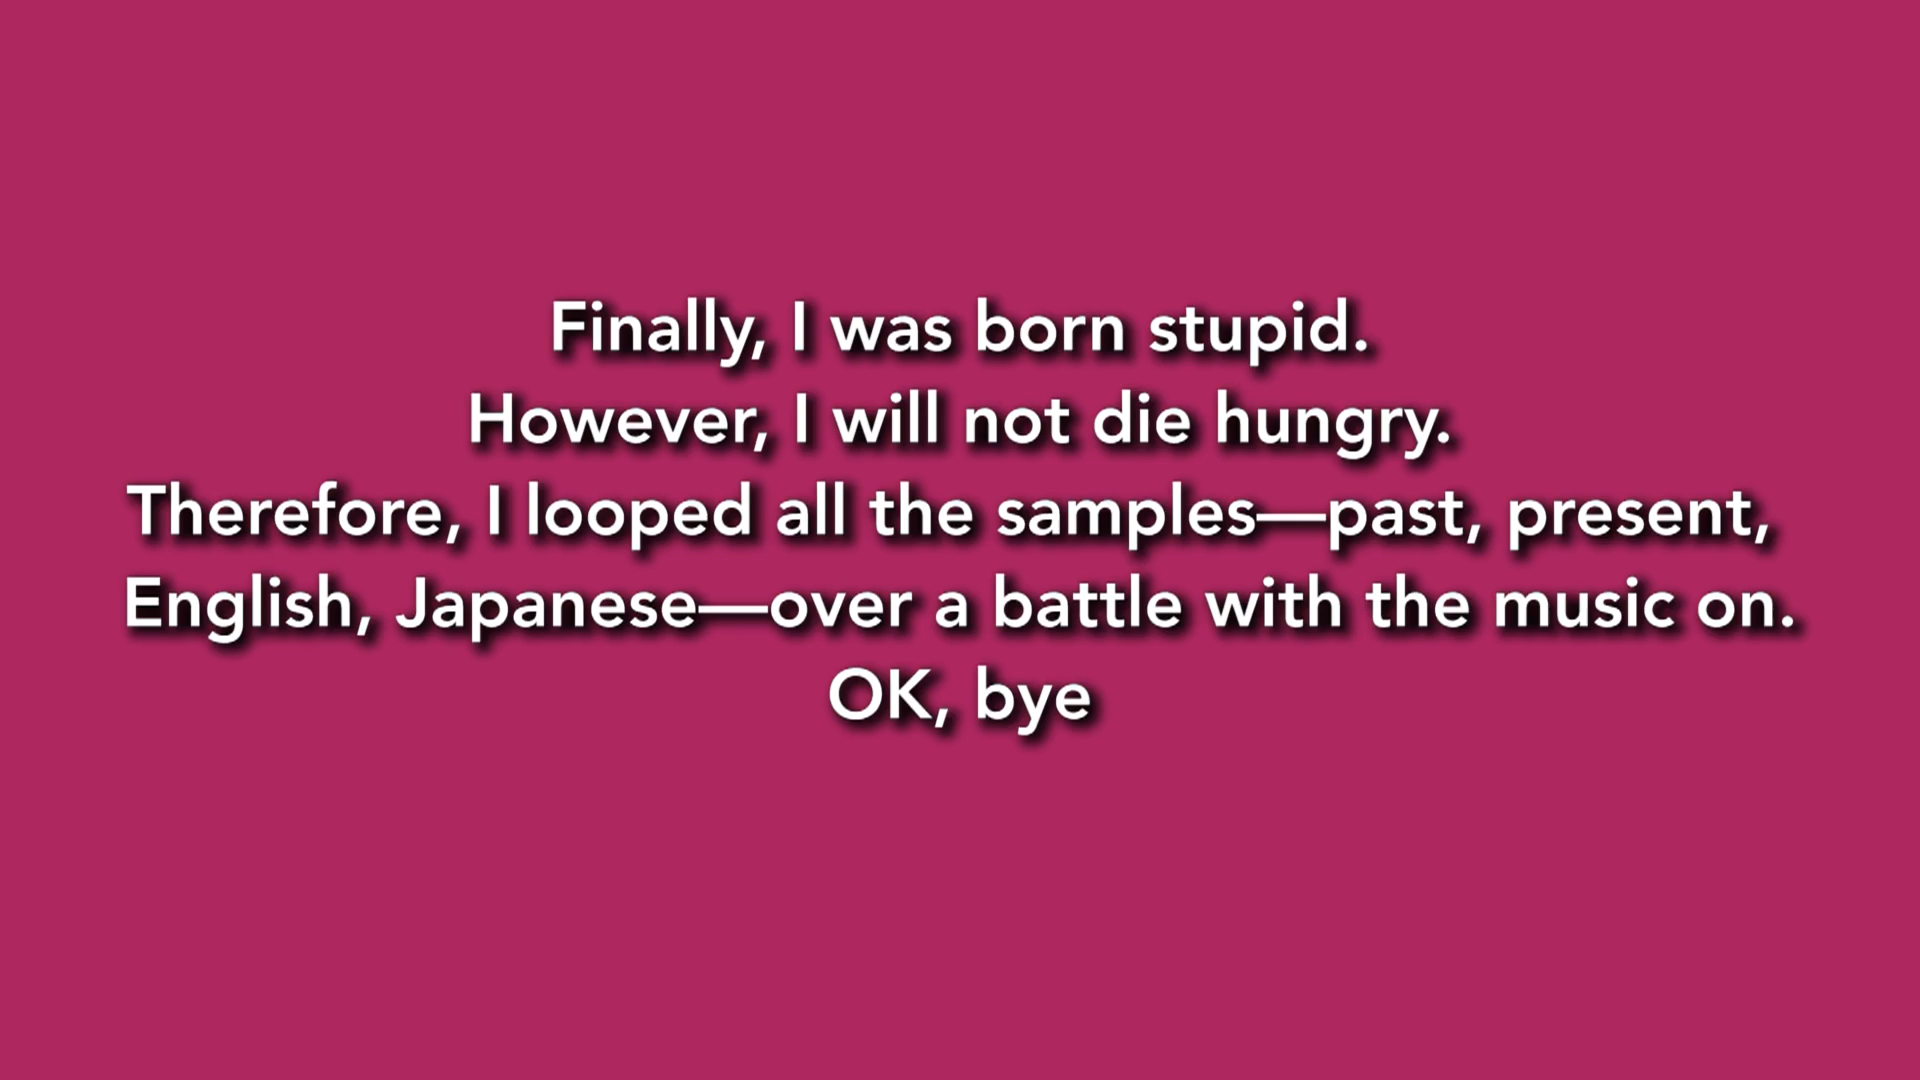 Finally, I was born stupid.
However, I will not die hungry.
Therefore, I looped all the samples—past, present,
English, Japanese—over a battle with the music on.
OK, bye